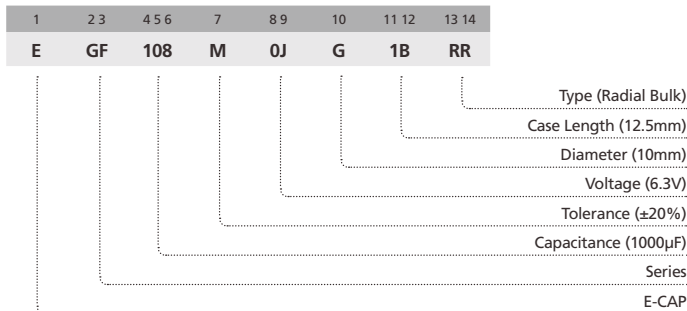 1 2 3 4 5 6 7 8 9 10 11 12 13 14
E GF 108 M 0J G 1B RR
Type (Radial Bulk)
Case Length (12.5mm)
Diameter (10mm)
Voltage (6.3V)
Tolerance (±20%)
Capacitance (1000µF)
Series
E-CAP